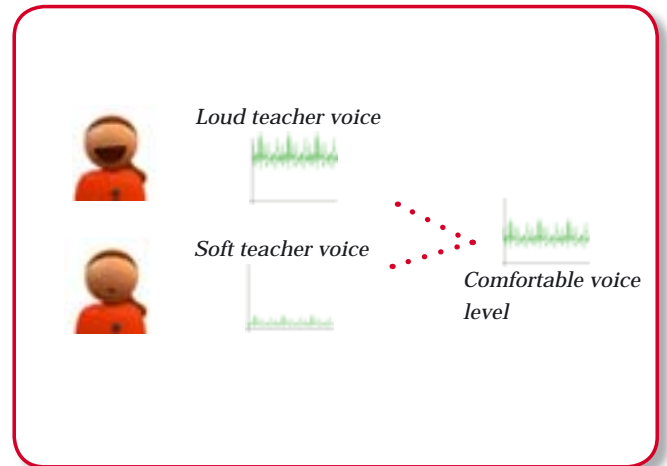 Loud teacher voice
Soft teacher voice
Comfortable voice
level